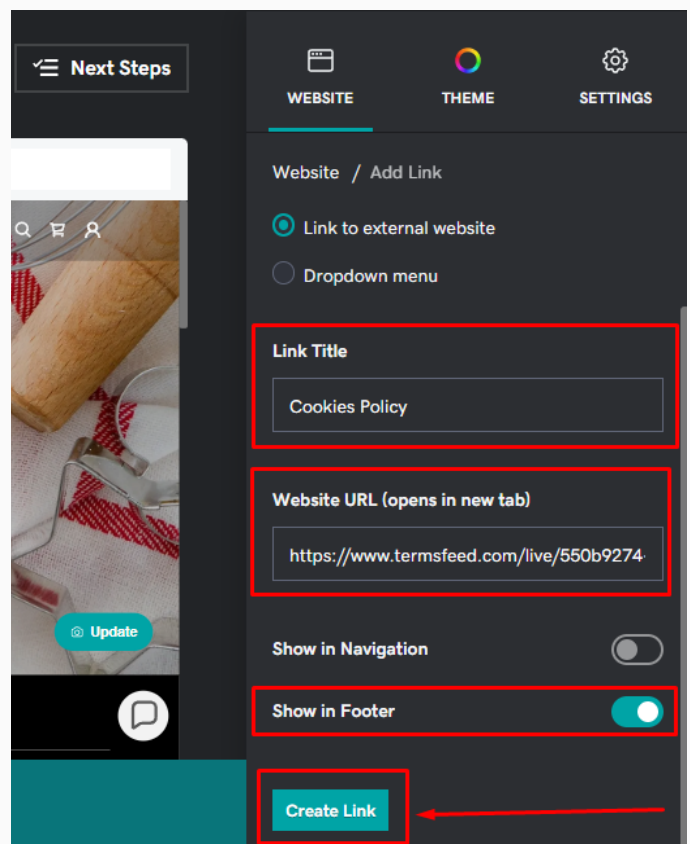 Next Steps
WEBSITE
THEME
SETTINGS
Website / Add Link
Link to external website
Dropdown menu
Link Title
Cookies Policy
Website URL (opens in new tab)
https://www.termsfeed.com/live/550b9274-
Update
Show in Navigation
Show in Footer
Create Link